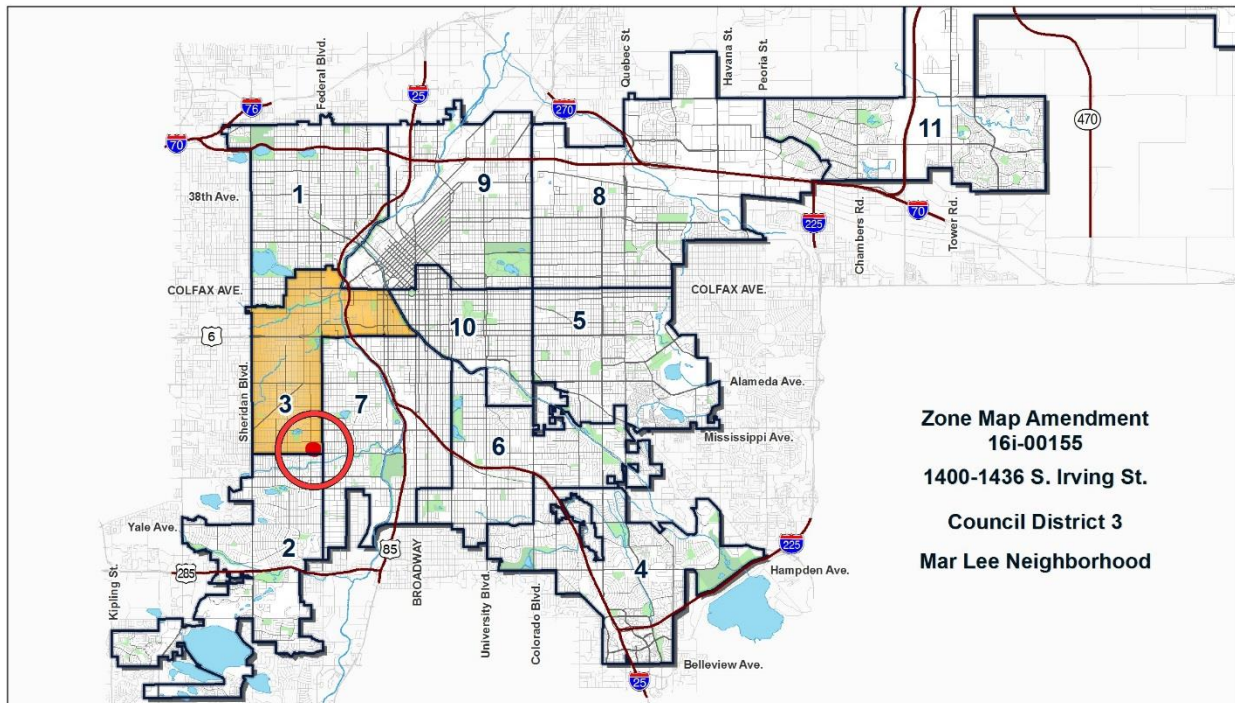 Federal Blvd.
Quebec St.
Havana St.
Peoria St.
76
25
270
70
11
470
1
9
8
38th Ave.
225
Chambers Rd.
70
Tower Rd.
COLFAX AVE.
COLFAX AVE.
6
10
5
Sheridan Blvd.
Alameda Ave.
3
7
Mississippi Ave.
6
Zone Map Amendment
16i-00155
1400-1436 S. Irving St.
Council District 3
Mar Lee Neighborhood
Yale Ave.
2
85
BROADWAY
225
285
Kipling St.
University Blvd.
Colorado Blvd.
4
Hampden Ave.
Belleview Ave.
25